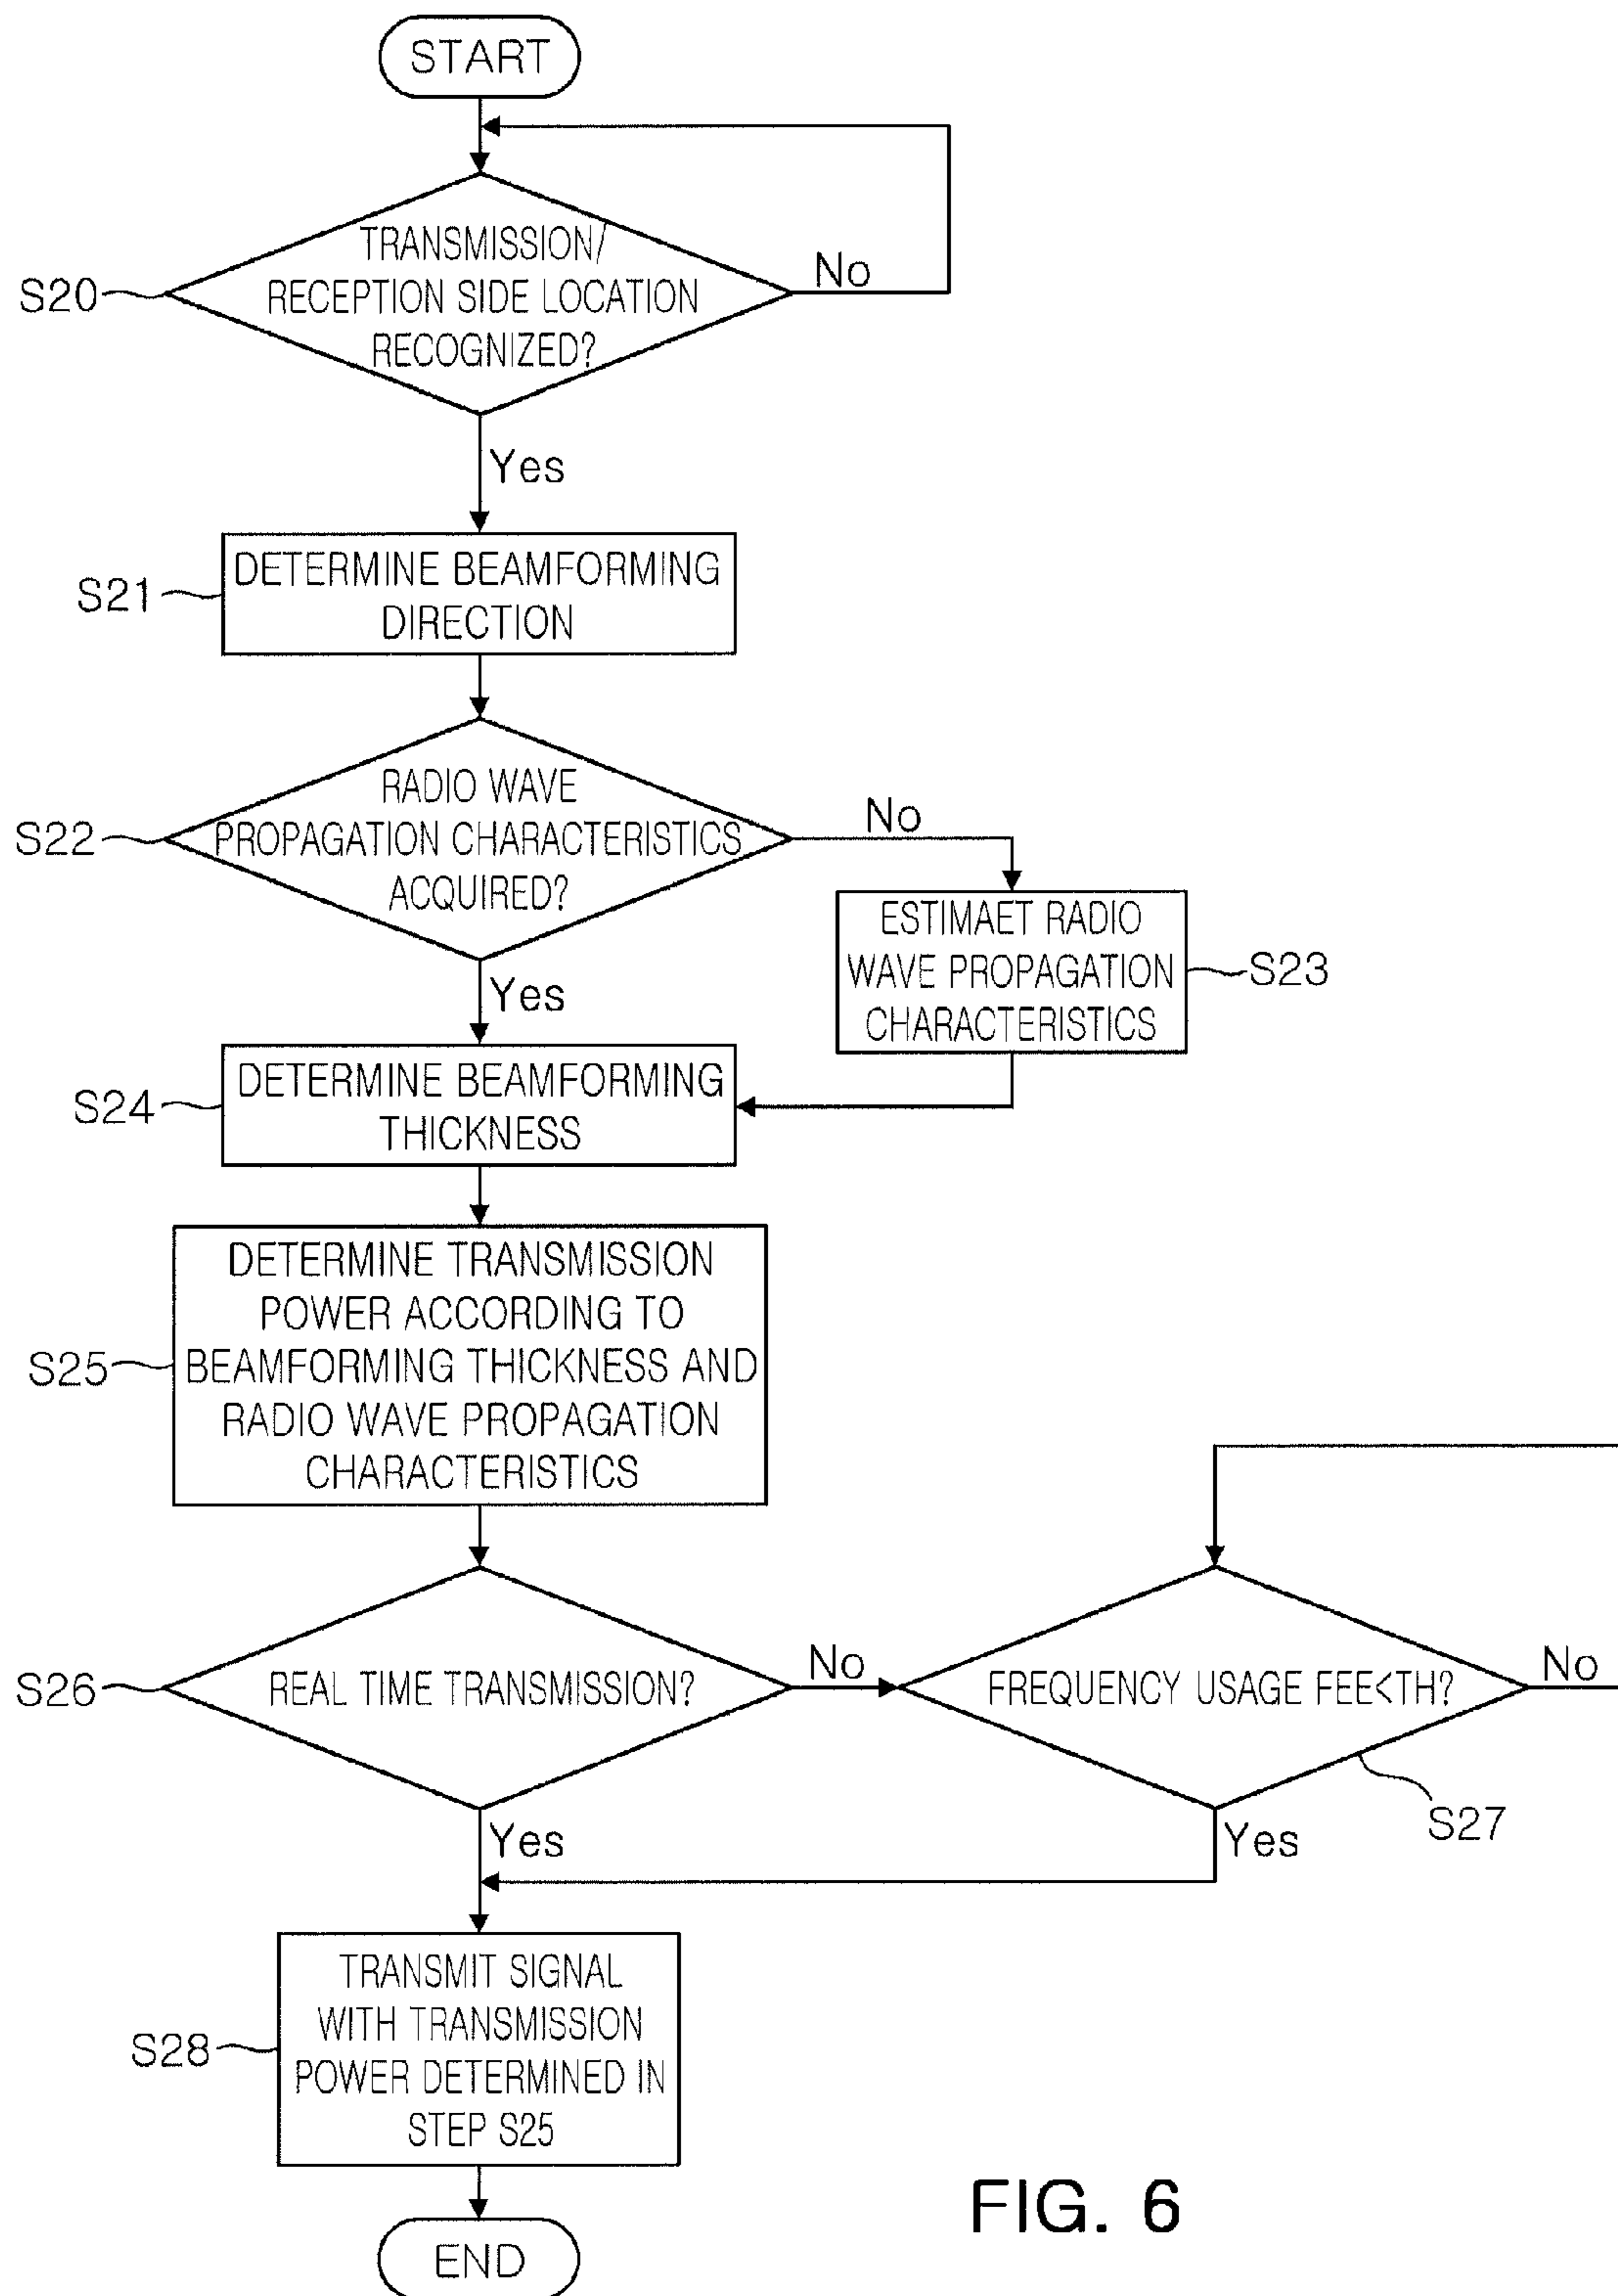 START
TRANSMISSION/
RECEPTION SIDE LOCATION
RECOGNIZED?
No
S20
Yes
DETERMINE BEAMFORMING
DIRECTION
S21
RADIO WAVE
PROPAGATION CHARACTERISTICS
ACQUIRED?
No
S22
ESTIMAET RADIO
WAVE PROPAGATION
CHARACTERISTICS
S23
Yes
DETERMINE BEAMFORMING
THICKNESS
S24
DETERMINE TRANSMISSION
POWER ACCORDING TO
BEAMFORMING THICKNESS AND
RADIO WAVE PROPAGATION
CHARACTERISTICS
S25
REAL TIME TRANSMISSION?
No
S26
FREQUENCY USAGE FEE<TH?
No
S27
Yes
Yes
TRANSMIT SIGNAL
WITH TRANSMISSION
POWER DETERMINED IN
STEP S25
S28
END
FIG. 6